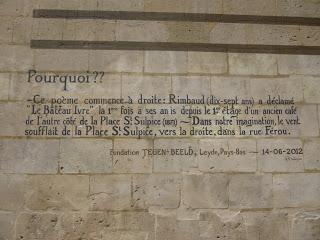 Pourquoi??
Ce poème commence à droite: Rimbaud (dix-sept ans) a déclamé
"Le Bateau Ivre" la 1ère fois à ses amis depuis le 1er étage d'un ancien café
de l'autre côté de la Place St Sulpice (1871) — Dans notre imagination, le vent
soufflait de la Place St Sulpice, vers la droite, dans la rue Férou.
Fondation TEGEN-BEELD, Leyde, Pays-Bas — 14-06-2012